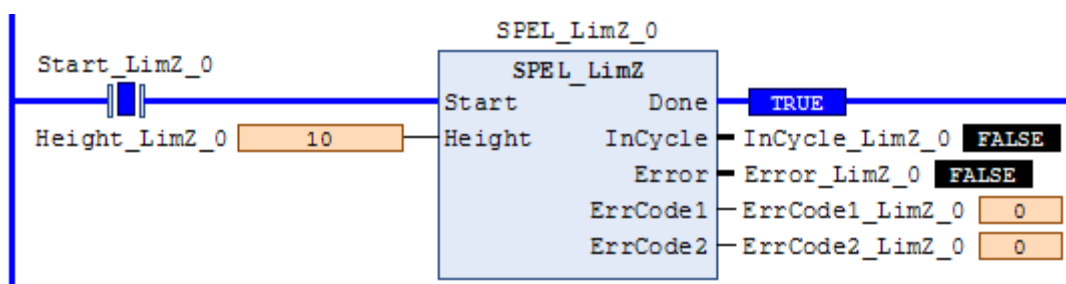 SPEL_LimZ_0
Start_LimZ_0
SPEL_LimZ
Start Done TRUE
Height_LimZ_0 10 Height InCycle InCycle_LimZ_0 FALSE
Error Error_LimZ_0 FALSE
ErrCode1 ErrCode1_LimZ_0 0
ErrCode2 ErrCode2_LimZ_0 0